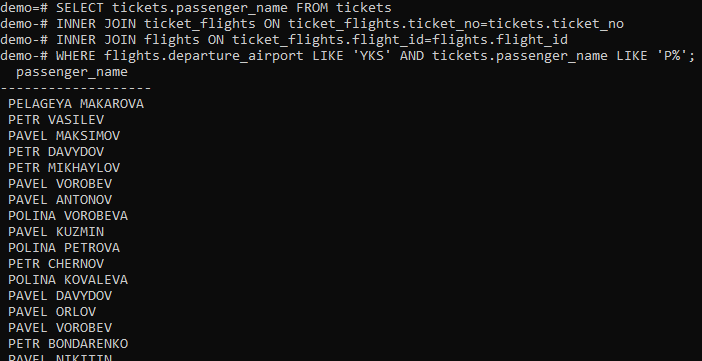 demo=# SELECT tickets.passenger_name FROM tickets
demo-# INNER JOIN ticket_flights ON ticket_flights.ticket_no=tickets.ticket_no
demo-# INNER JOIN flights ON ticket_flights.flight_id=flights.flight_id
demo-# WHERE flights.departure_airport LIKE 'YKS' AND tickets.passenger_name LIKE 'P%';
passenger_name
-------------------
PELAGEYA MAKAROVA
PETR VASILEV
PAVEL MAKSIMOV
PETR DAVYDOV
PETR MIKHAYLOV
PAVEL VOROBEV
PAVEL ANTONOV
POLINA VOROBEVA
PAVEL KUZMIN
POLINA PETROVA
PETR CHERNOV
POLINA KOVALEVA
PAVEL DAVYDOV
PAVEL ORLOV
PAVEL VOROBEV
PETR BONDARENKO
PAVEL NIKITIN